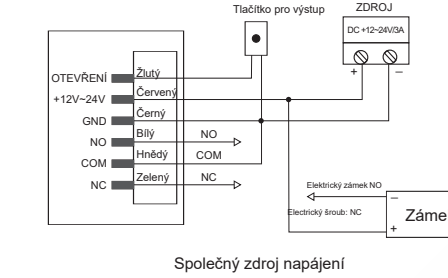 Tlačítko pro výstup
ZDROJ
DC +12~24V/3A
+ –
OTEVŘENÍ Žlutý
+12V~24V Červený
GND Černý
NO Bílý NO
COM Hnědý COM
NC Zelený NC
Elektrický zámek NO
Electrický šroub: NC
–
Záme
+
Společný zdroj napájení